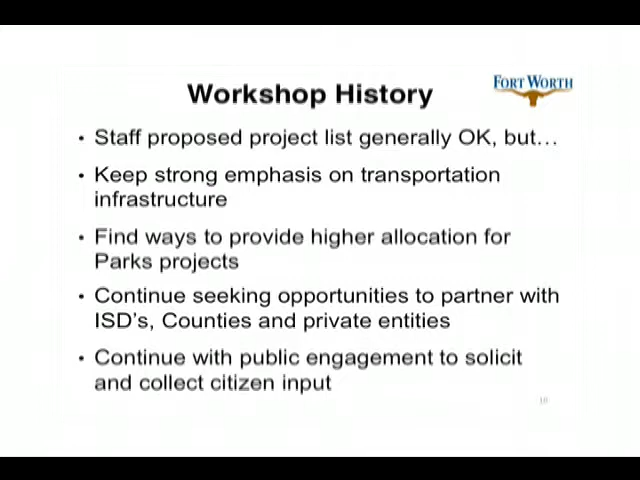 FORT WORTH
Workshop History
• Staff proposed project list generally OK, but…
• Keep strong emphasis on transportation
infrastructure
• Find ways to provide higher allocation for
Parks projects
• Continue seeking opportunities to partner with
ISD's, Counties and private entities
• Continue with public engagement to solicit
and collect citizen input